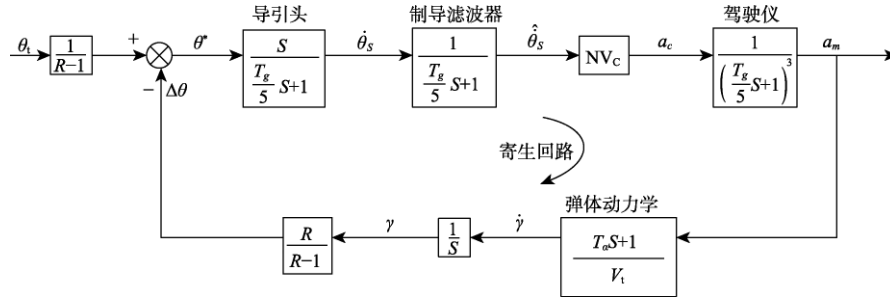 导引头
制导滤波器
驾驶仪
θt
1
R-1
+
−
θ*
Δθ
S
Tg
5
S+1
θ̇S
1
Tg
5
S+1
θ̇̂S
NVC
ac
1
(Tg
5
S+1)3
am
寄生回路
弹体动力学
γ
γ̇
R
R-1
1
S
TαS+1
Vt